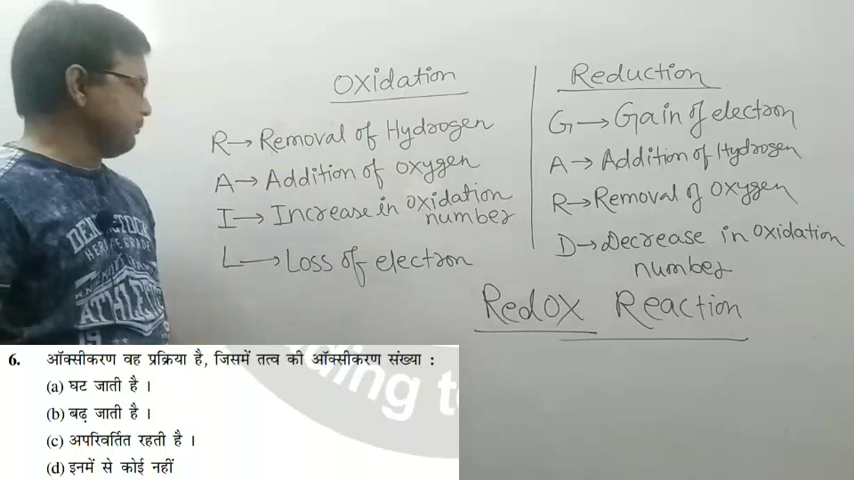 Oxidation
R→Removal of Hydrogen
A→Addition of Oxygen
I→Increase in Oxidation
number
L→Loss of electron
Reduction
G→Gain of electron
A→Addition of Hydrogen
R→Removal of Oxygen
D→Decrease in Oxidation
number
Redox Reaction
ATHLETIC
6. ऑक्सीकरण वह प्रक्रिया है, जिसमें तत्व की ऑक्सीकरण संख्या :
(a) घट जाती है ।
(b) बढ़ जाती है ।
(c) अपरिवर्तित रहती है ।
(d) इनमें से कोई नहीं